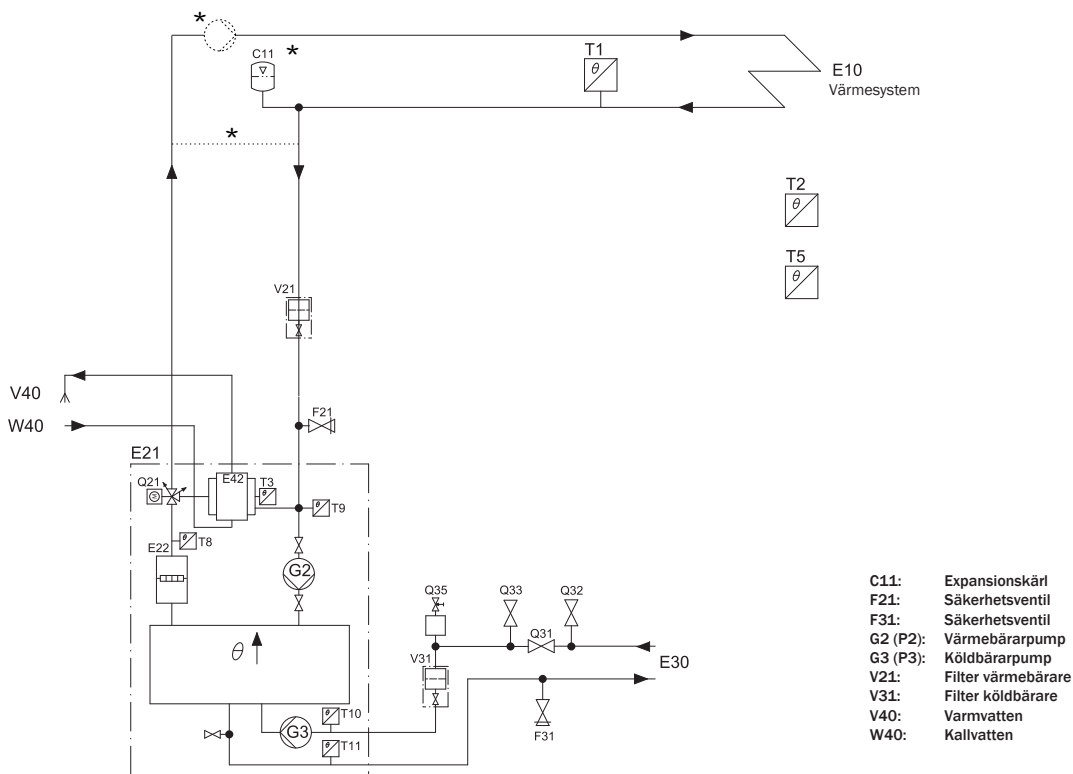 *
C11 *
T1
θ
E10
Värmesystem
*
T2
θ
T5
θ
V21
V40
W40
F21
E21
Q21
E42
T3
θ
θ T9
M
θ T8
E22
G2
θ
Q35
Q33
Q32
Q31
V31
E30
θ T10
G3
θ T11
F31
C11: Expansionskärl
F21: Säkerhetsventil
F31: Säkerhetsventil
G2 (P2): Värmebärarpump
G3 (P3): Köldbärarpump
V21: Filter värmebärare
V31: Filter köldbärare
V40: Varmvatten
W40: Kallvatten